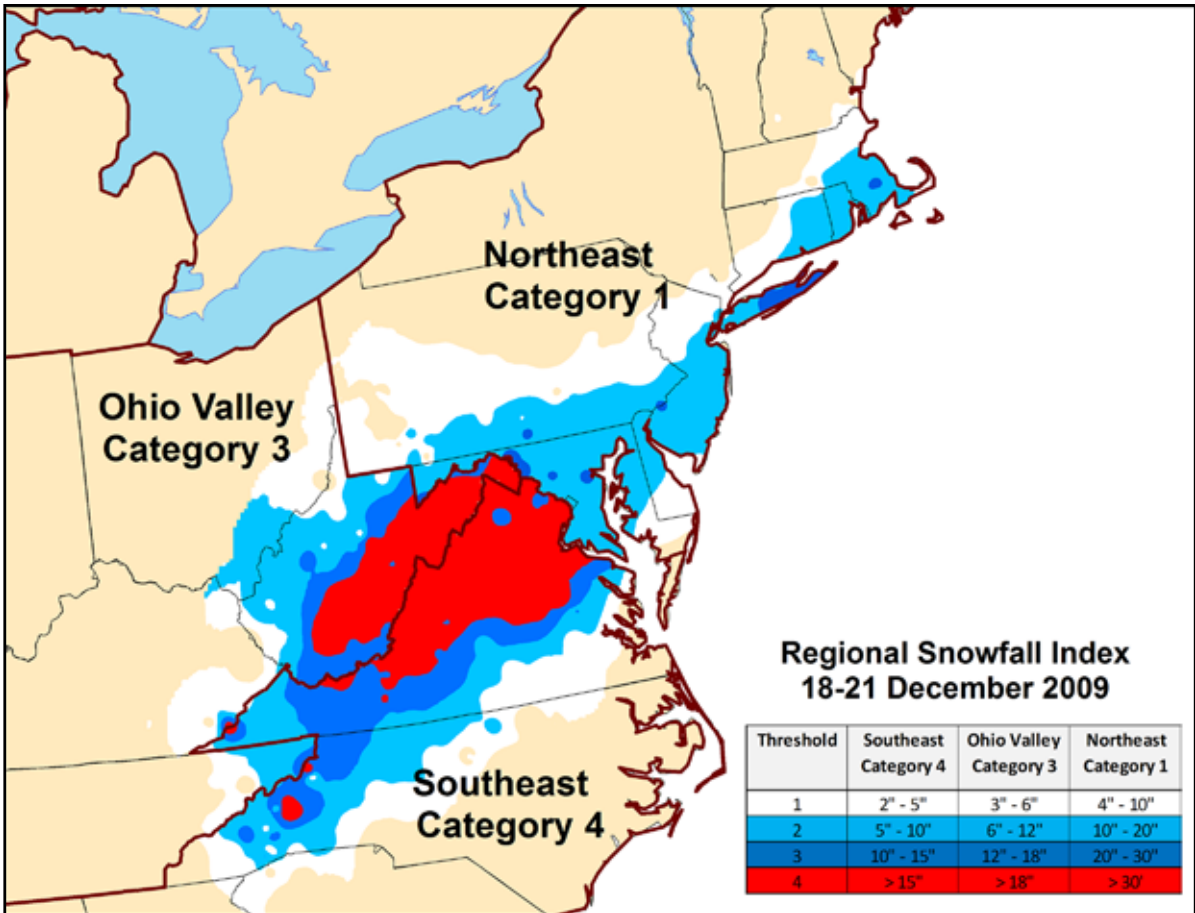 Northeast
Category 1
Ohio Valley
Category 3
Southeast
Category 4
Regional Snowfall Index
18-21 December 2009
Threshold Southeast Category 4 Ohio Valley Category 3 Northeast Category 1
1 2" - 5" 3" - 6" 4" - 10"
2 5" - 10" 6" - 12" 10" - 20"
3 10" - 15" 12" - 18" 20" - 30"
4 > 15" > 18" > 30'